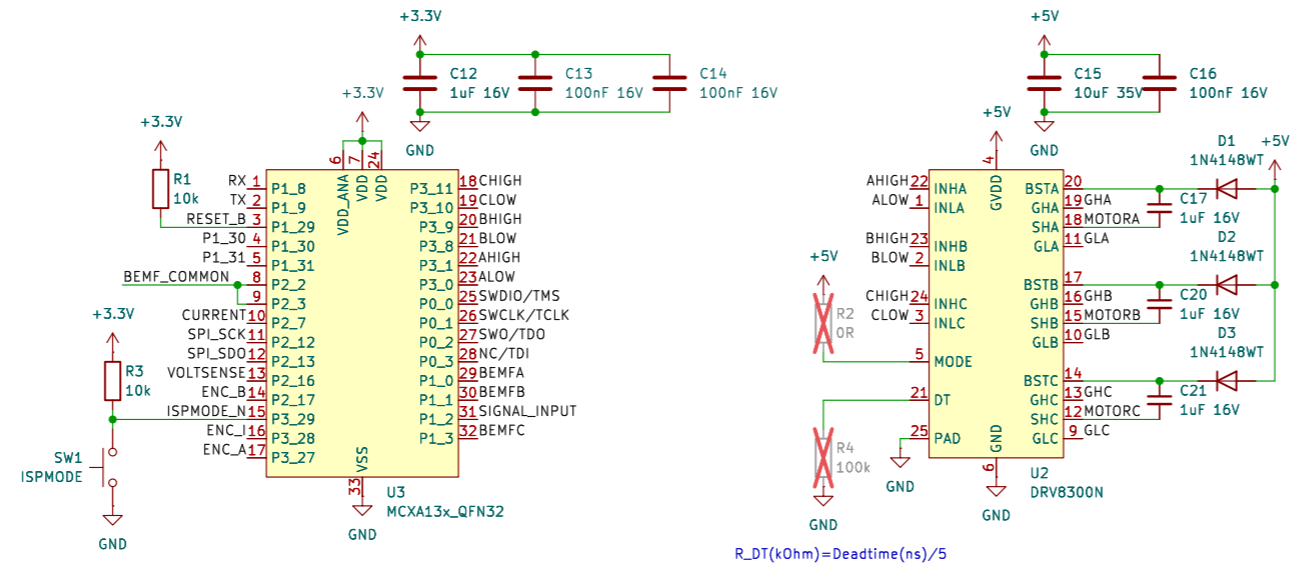 +3.3V
C12
1uF 16V
C13
100nF 16V
C14
100nF 16V
GND
+5V
C15
10uF 35V
C16
100nF 16V
GND
+3.3V
R1
10k
+3.3V
6
7
24
VDD_ANA
VDD
VDD
RX 1 P1_8
TX 2 P1_9
RESET_B 3 P1_29
P1_30 4 P1_30
P1_31 5 P1_31
BEMF_COMMON 8 P2_2
9 P2_3
CURRENT 10 P2_7
SPI_SCK 11 P2_12
SPI_SDO 12 P2_13
VOLTSENSE 13 P2_16
ENC_B 14 P2_17
ISPMODE_N 15 P3_29
ENC_I 16 P3_28
ENC_A 17 P3_27
P3_11 18 CHIGH
P3_10 19 CLOW
P3_9 20 BHIGH
P3_8 21 BLOW
P3_1 22 AHIGH
P3_0 23 ALOW
P0_0 25 SWDIO/TMS
P0_1 26 SWCLK/TCLK
P0_2 27 SWO/TDO
P0_3 28 NC/TDI
P1_0 29 BEMFA
P1_1 30 BEMFB
P1_2 31 SIGNAL_INPUT
P1_3 32 BEMFC
VSS
33
GND
U3
MCXA13x_QFN32
+3.3V
R3
10k
SW1
ISPMODE
GND
+5V
4
GVDD
AHIGH 22 INHA
ALOW 1 INLA
BHIGH 23 INHB
BLOW 2 INLB
CHIGH 24 INHC
CLOW 3 INLC
5 MODE
21 DT
25 PAD
BSTA 20
GHA 19 GHA
SHA 18 MOTORA
GLA 11 GLA
BSTB 17
GHB 16 GHB
SHB 15 MOTORB
GLB 10 GLB
BSTC 14
GHC 13 GHC
SHC 12 MOTORC
GLC 9 GLC
GND
6
GND
U2
DRV8300N
+5V
R2
0R
R4
100k
GND
GND
D1
1N4148WT
+5V
C17
1uF 16V
D2
1N4148WT
C20
1uF 16V
D3
1N4148WT
C21
1uF 16V
R_DT(kOhm)=Deadtime(ns)/5